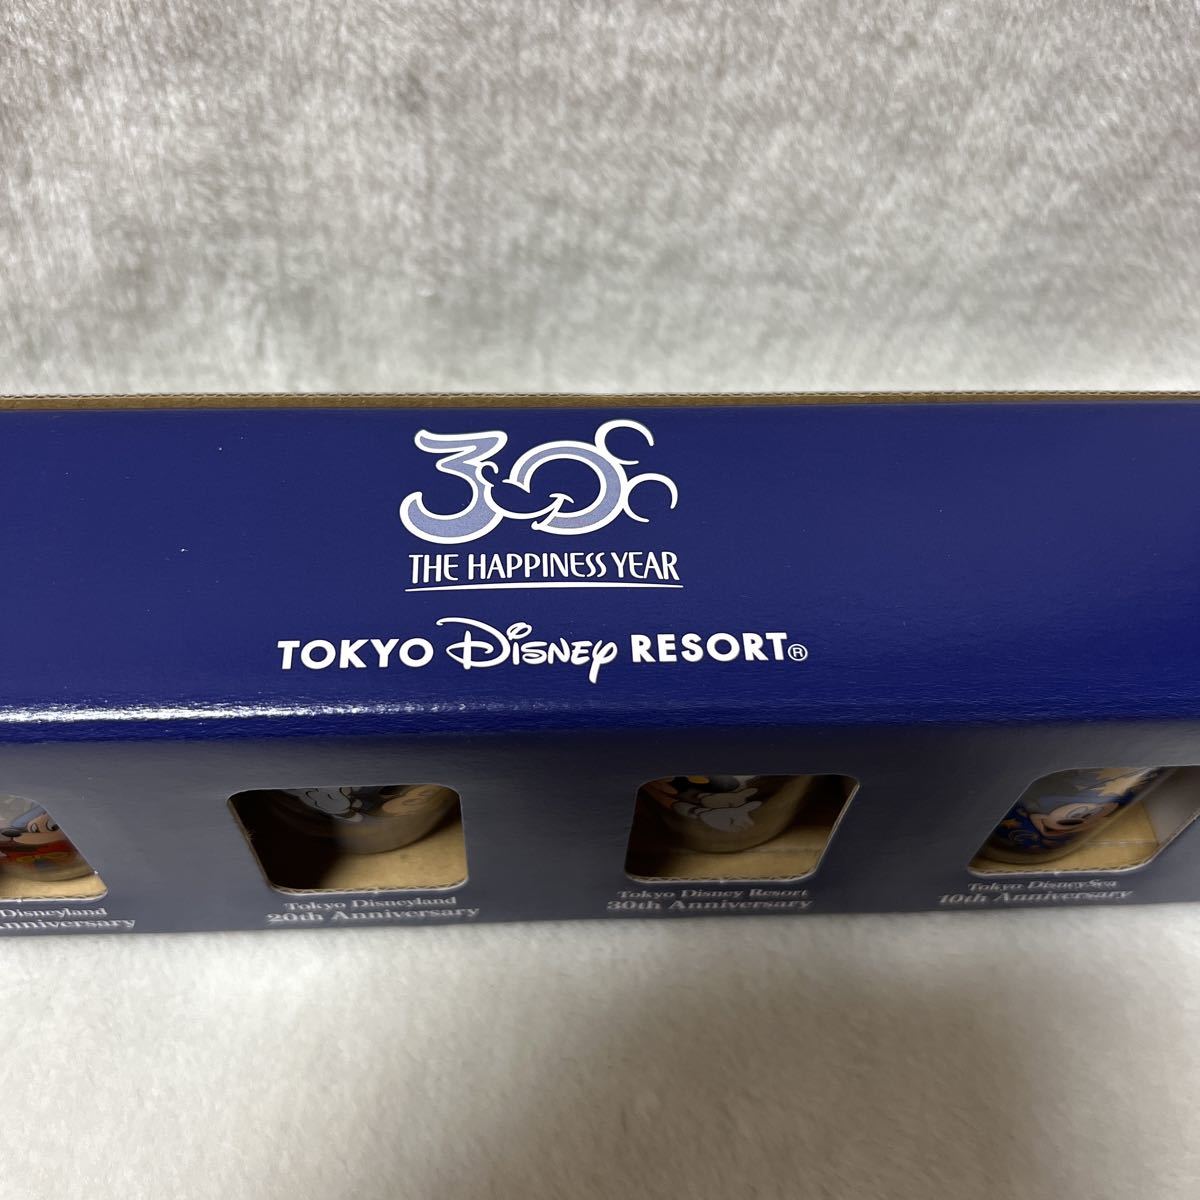 30
THE HAPPINESS YEAR
TOKYO Disney RESORT®
Disneyland
Anniversary
Tokyo Disneyland
20th Anniversary
Tokyo Disney Resort
30th Anniversary
Tokyo DisneySea
10th Anniversary